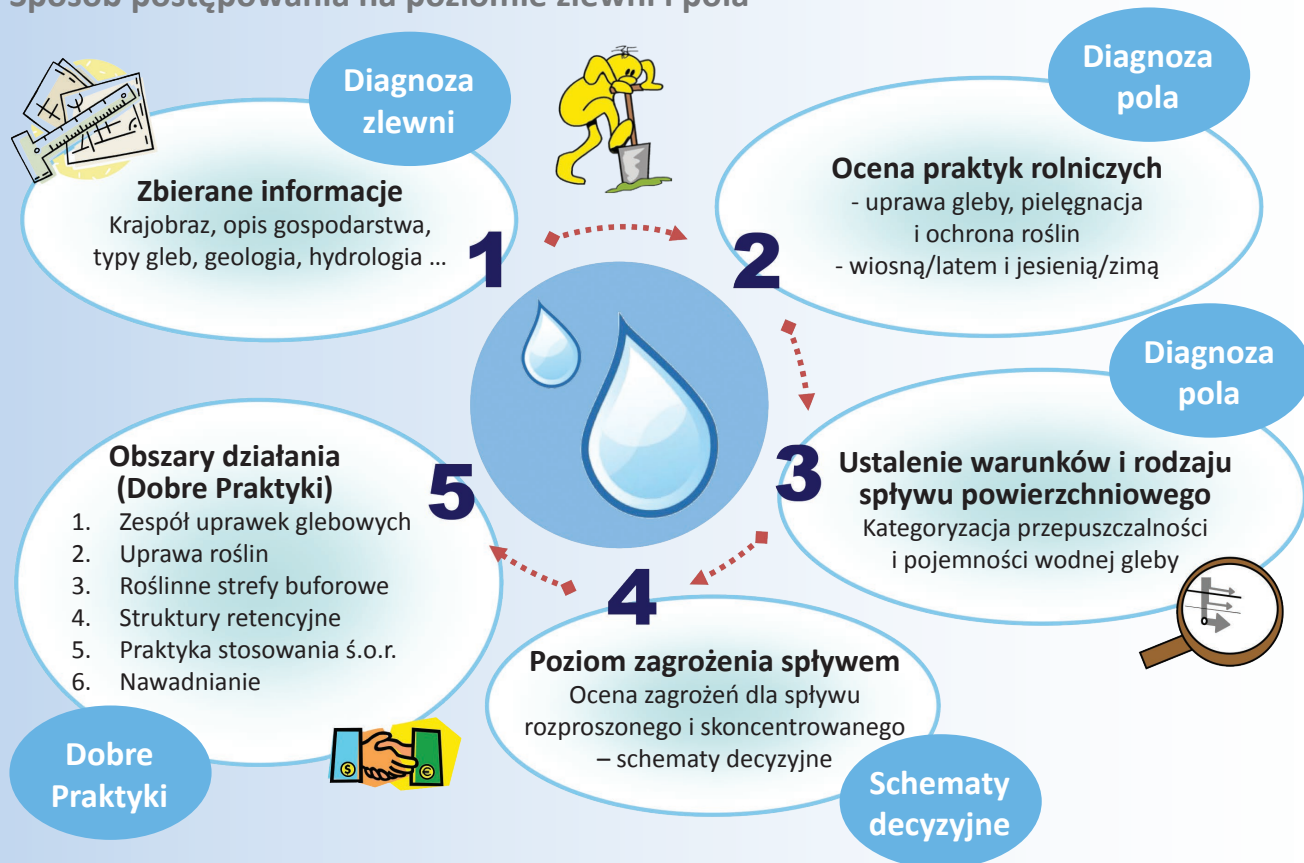 Sposób postępowania na poziomie zlewni i pola
Diagnoza
zlewni
Zbierane informacje
Krajobraz, opis gospodarstwa,
typy gleb, geologia, hydrologia ...
1
Diagnoza
pola
Ocena praktyk rolniczych
- uprawa gleby, pielęgnacja
i ochrona roślin
- wiosną/latem i jesienią/zimą
2
Diagnoza
pola
3
Ustalenie warunków i rodzaju
spływu powierzchniowego
Kategoryzacja przepuszczalności
i pojemności wodnej gleby
4
Poziom zagrożenia spływem
Ocena zagrożeń dla spływu
rozproszonego i skoncentrowanego
– schematy decyzyjne
Schematy
decyzyjne
5
Obszary działania
(Dobre Praktyki)
1. Zespół uprawek glebowych
2. Uprawa roślin
3. Roślinne strefy buforowe
4. Struktury retencyjne
5. Praktyka stosowania ś.o.r.
6. Nawadnianie
$ €
Dobre
Praktyki